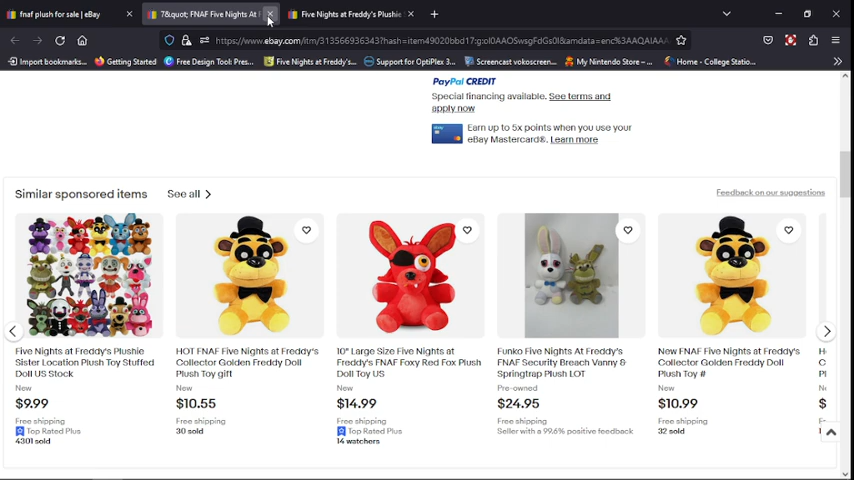 fnaf plush for sale | eBay
7&quot; FNAF Five Nights At F
Five Nights at Freddy's Plushie
https://www.ebay.com/itm/313566936343?hash=item49020bbd17:g:ol0AAOSwsgFdGs0I&amdata=enc%3AAQAIAAA
Import bookmarks...
Getting Started
Free Design Tool: Pres...
Five Nights at Freddy's...
Support for OptiPlex 3...
Screencast vokoscreen...
My Nintendo Store –...
Home - College Statio...
PayPal CREDIT
Special financing available. See terms and
apply now
Earn up to 5x points when you use your
eBay Mastercard®. Learn more
Similar sponsored items
See all
Feedback on our suggestions
Five Nights at Freddy's Plushie
Sister Location Plush Toy Stuffed
Doll US Stock
New
$9.99
Free shipping
Top Rated Plus
4301 sold
HOT FNAF Five Nights at Freddy's
Collector Golden Freddy Doll
Plush Toy gift
New
$10.55
Free shipping
30 sold
10" Large Size Five Nights at
Freddy's FNAF Foxy Red Fox Plush
Doll Toy US
New
$14.99
Free shipping
Top Rated Plus
14 watchers
Funko Five Nights At Freddy's
FNAF Security Breach Vanny &
Springtrap Plush LOT
Pre-owned
$24.95
Free shipping
Seller with a 99.6% positive feedback
New FNAF Five Nights at Freddy's
Collector Golden Freddy Doll
Plush Toy #
New
$10.99
Free shipping
32 sold